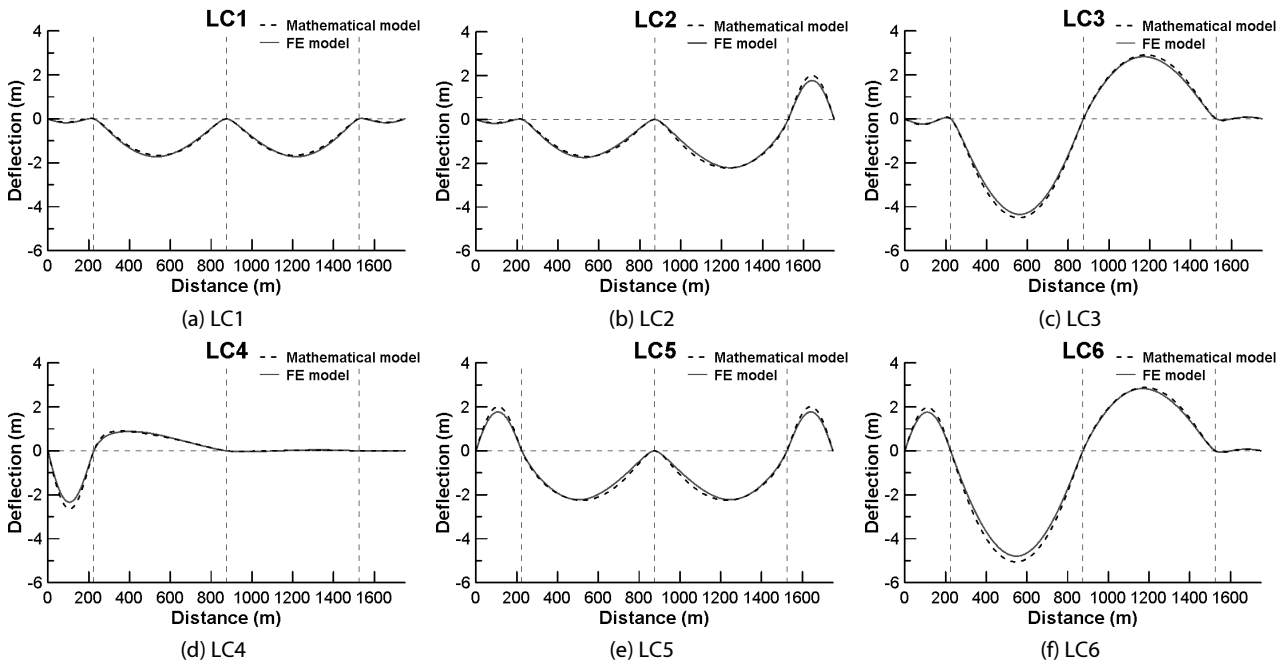 LC1
Mathematical model
FE model
4
2
0
-2
-4
-6
Deflection (m)
0 200 400 600 800 1000 1200 1400 1600
Distance (m)
(a) LC1
LC2
Mathematical model
FE model
4
2
0
-2
-4
-6
Deflection (m)
0 200 400 600 800 1000 1200 1400 1600
Distance (m)
(b) LC2
LC3
Mathematical model
FE model
4
2
0
-2
-4
-6
Deflection (m)
0 200 400 600 800 1000 1200 1400 1600
Distance (m)
(c) LC3
LC4
Mathematical model
FE model
4
2
0
-2
-4
-6
Deflection (m)
0 200 400 600 800 1000 1200 1400 1600
Distance (m)
(d) LC4
LC5
Mathematical model
FE model
4
2
0
-2
-4
-6
Deflection (m)
0 200 400 600 800 1000 1200 1400 1600
Distance (m)
(e) LC5
LC6
Mathematical model
FE model
4
2
0
-2
-4
-6
Deflection (m)
0 200 400 600 800 1000 1200 1400 1600
Distance (m)
(f) LC6